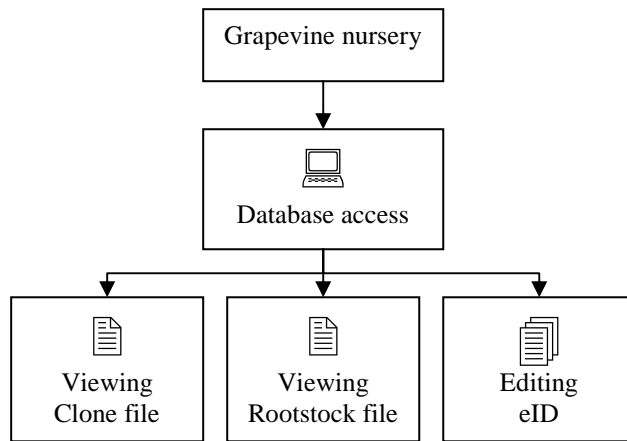 Grapevine nursery
Database access
Viewing
Clone file
Viewing
Rootstock file
Editing
eID